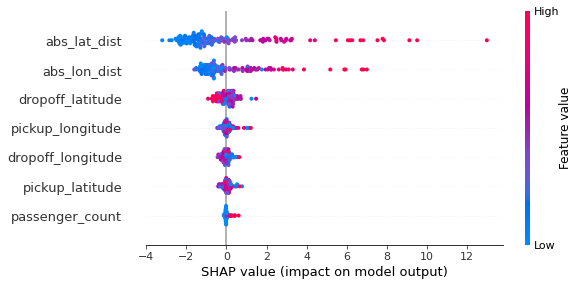 High
abs_lat_dist
abs_lon_dist
dropoff_latitude
pickup_longitude
dropoff_longitude
pickup_latitude
passenger_count
Feature value
Low
−4 −2 0 2 4 6 8 10 12
SHAP value (impact on model output)